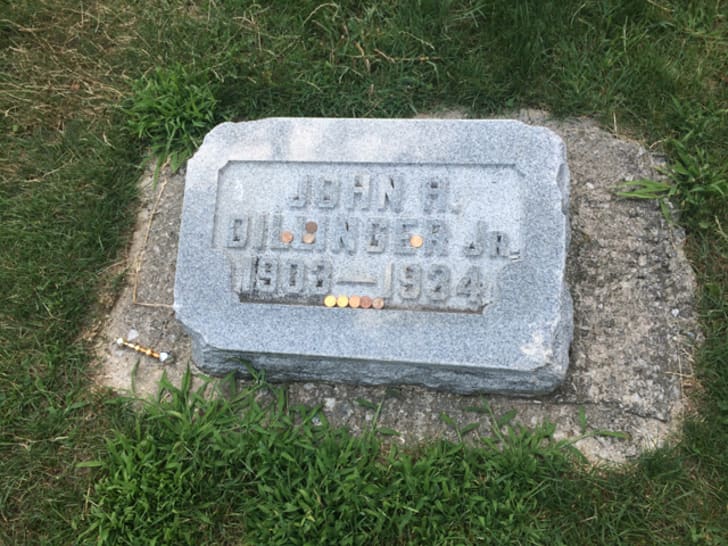 JOHN H.
DILLINGER JR.
1903—1934